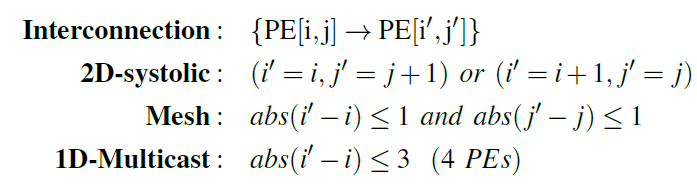 Interconnection : {PE[i,j] → PE[i′,j′]}
2D-systolic : (i′ = i, j′ = j+1) or (i′ = i+1, j′ = j)
Mesh : abs(i′ − i) ≤ 1 and abs(j′ − j) ≤ 1
1D-Multicast : abs(i′ − i) ≤ 3 (4 PEs)